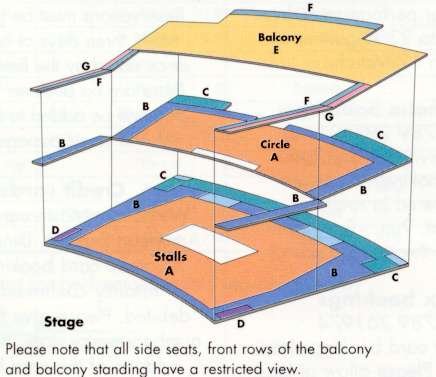 F
Balcony
E
G
F
C
B
F
G
C
B
Circle
A
B
C
B
B
D
Stalls
A
B
C
Stage
D
Please note that all side seats, front rows of the balcony
and balcony standing have a restricted view.